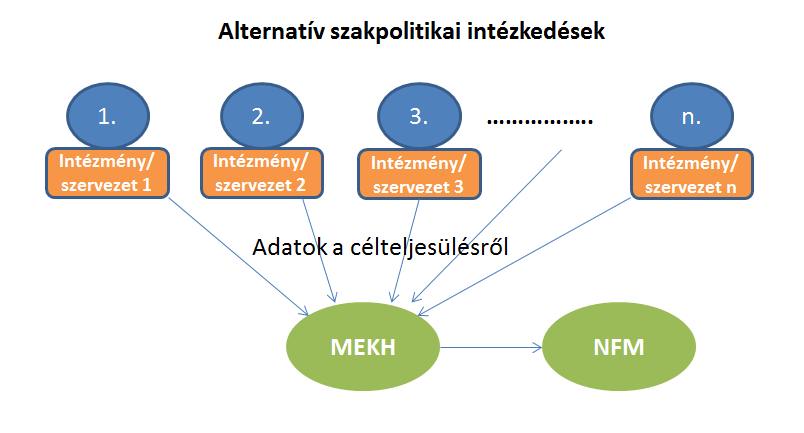 Alternatív szakpolitikai intézkedések
1.
2.
3.
……………..
n.
Intézmény/
szervezet 1
Intézmény/
szervezet 2
Intézmény/
szervezet 3
Intézmény/
szervezet n
Adatok a célteljesülésről
MEKH
NFM